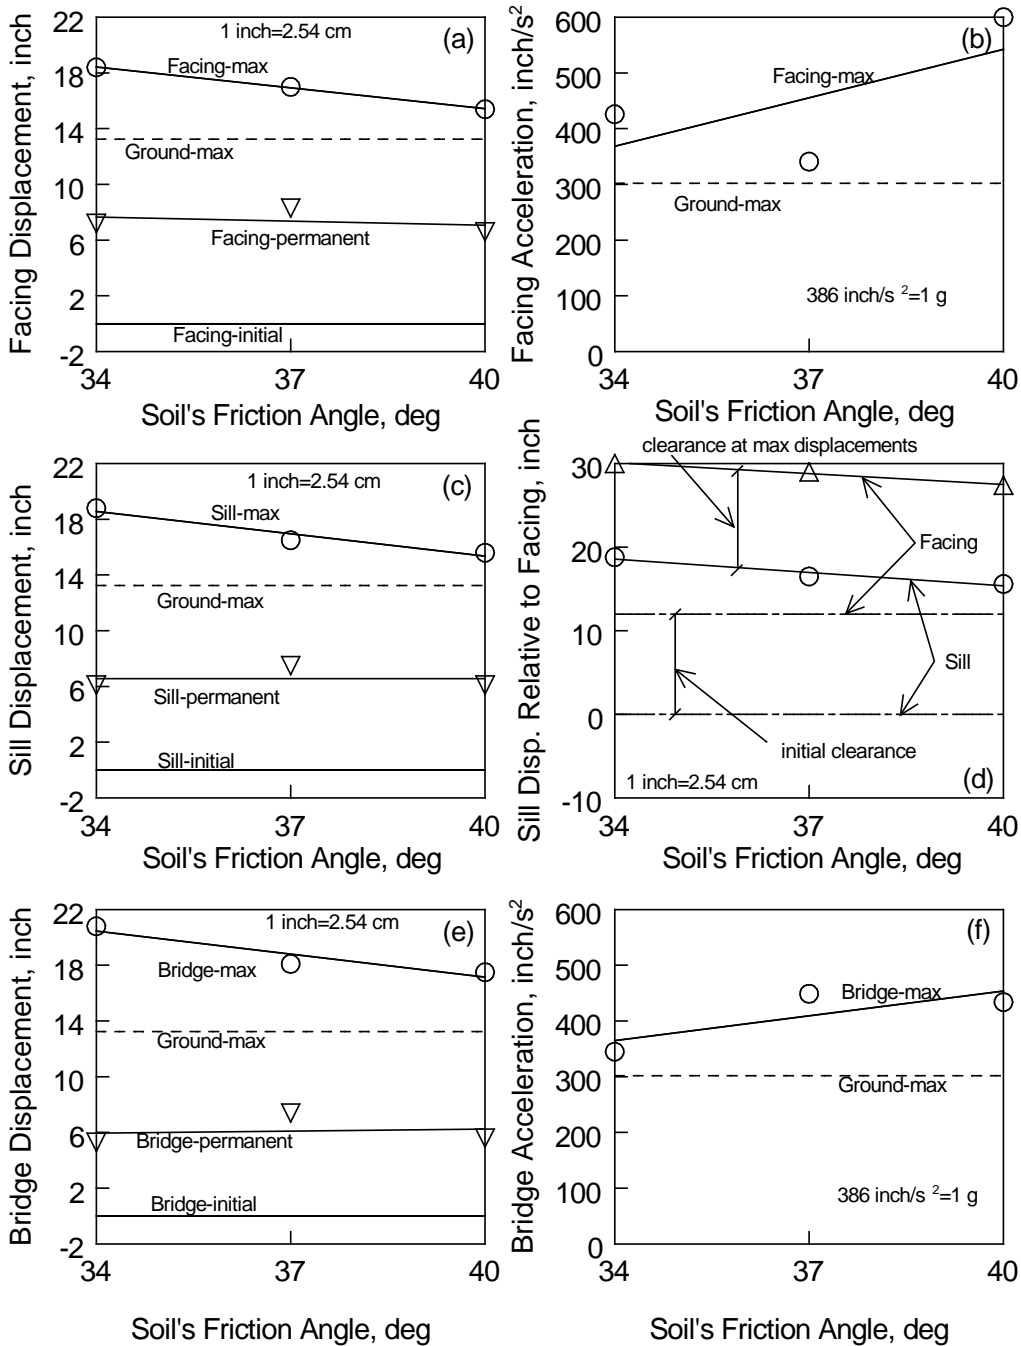 22
18
14
10
6
2
-2
1 inch=2.54 cm
(a)
Facing-max
Ground-max
Facing-permanent
Facing-initial
34
37
40
Facing Displacement, inch
Soil's Friction Angle, deg
600
500
400
300
200
100
0
(b)
Facing-max
Ground-max
386 inch/s 2=1 g
34
37
40
Facing Acceleration, inch/s2
Soil's Friction Angle, deg
22
18
14
10
6
2
-2
1 inch=2.54 cm
(c)
Sill-max
Ground-max
Sill-permanent
Sill-initial
34
37
40
Sill Displacement, inch
Soil's Friction Angle, deg
clearance at max displacements
30
20
10
0
-10
Facing
Sill
initial clearance
1 inch=2.54 cm
(d)
34
37
40
Sill Disp. Relative to Facing, inch
Soil's Friction Angle, deg
22
18
14
10
6
2
-2
1 inch=2.54 cm
(e)
Bridge-max
Ground-max
Bridge-permanent
Bridge-initial
34
37
40
Bridge Displacement, inch
Soil's Friction Angle, deg
600
500
400
300
200
100
0
(f)
Bridge-max
Ground-max
386 inch/s 2=1 g
34
37
40
Bridge Acceleration, inch/s2
Soil's Friction Angle, deg